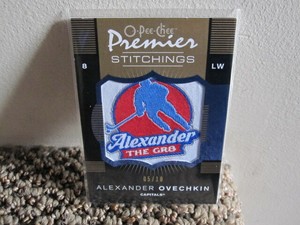 O-Pee-Chee
Premier
STITCHINGS
8
LW
Alexander
THE GR8
ALEXANDER OVECHKIN
CAPITALS